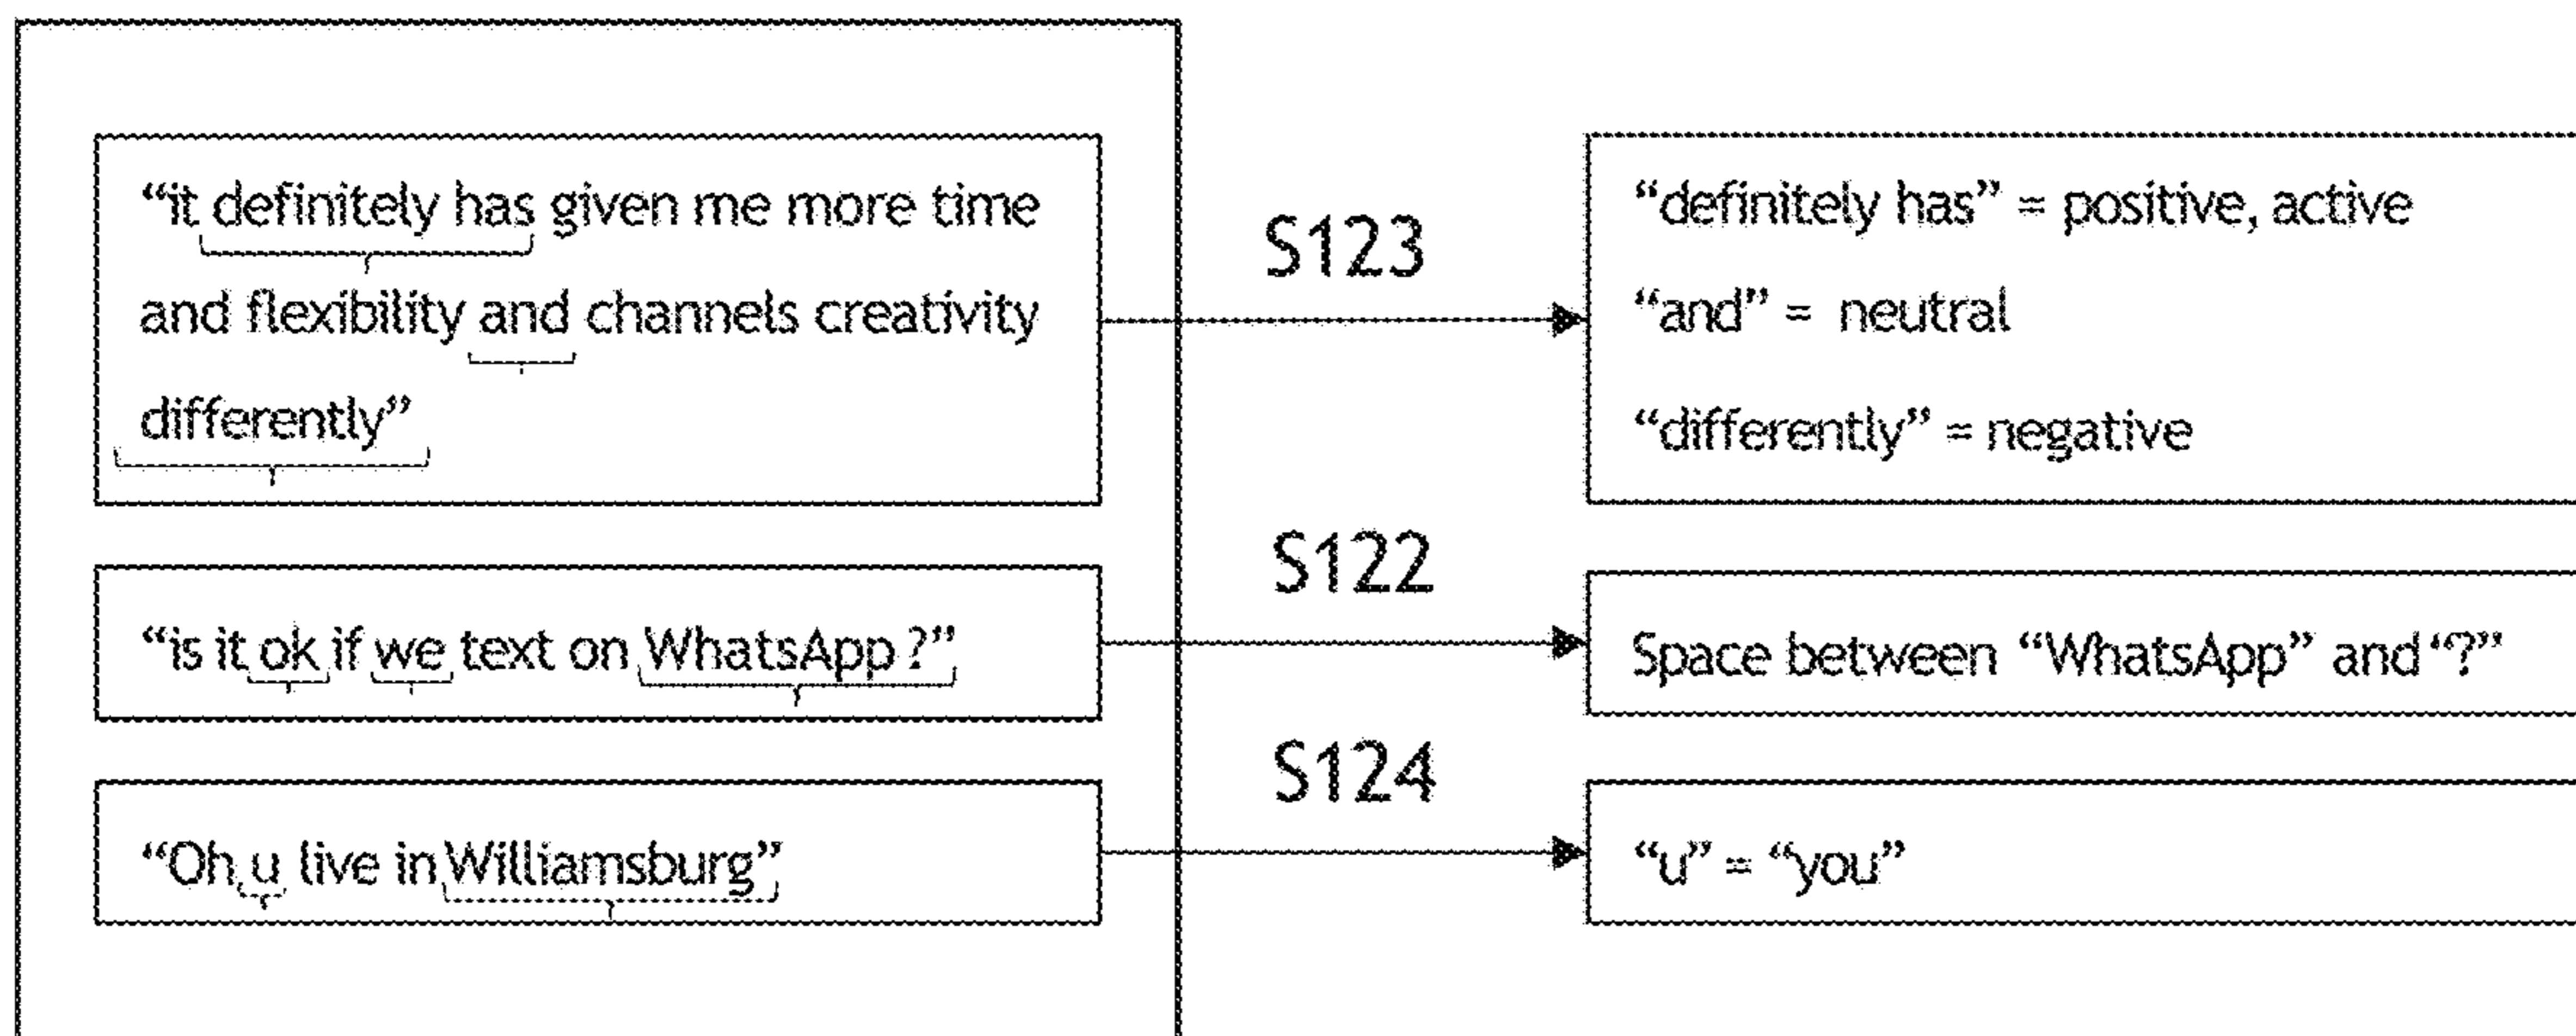 “it definitely has given me more time
and flexibility and channels creativity
differently”
S123
“definitely has” = positive, active
“and” = neutral
“differently” = negative
“is it ok if we text on WhatsApp ?”
S122
Space between “WhatsApp” and “?”
“Oh u live in Williamsburg”
S124
“u” = “you”